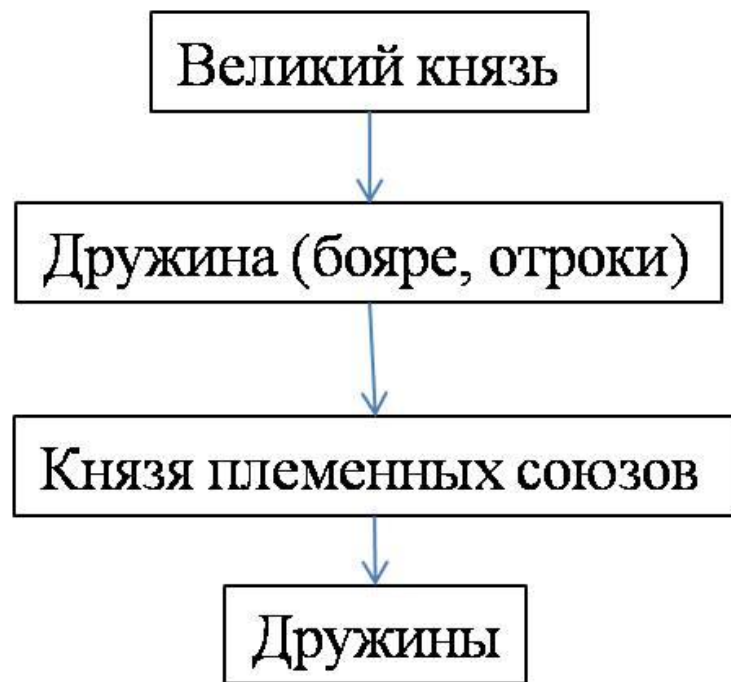 Великий князь
Дружина (бояре, отроки)
Князя племенных союзов
Дружины